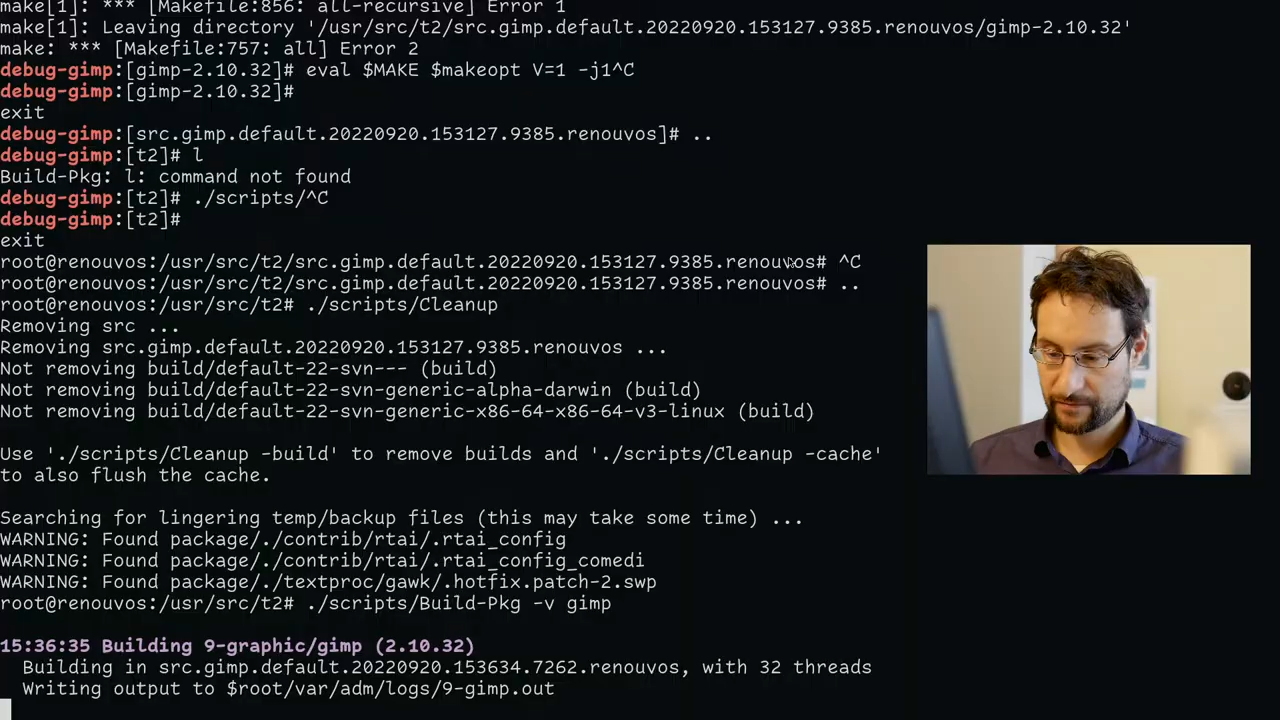 make[1]: *** [Makefile:856: all-recursive] Error 1
make[1]: Leaving directory '/usr/src/t2/src.gimp.default.20220920.153127.9385.renouvos/gimp-2.10.32'
make: *** [Makefile:757: all] Error 2
debug-gimp:[gimp-2.10.32]# eval $MAKE $makeopt V=1 -j1^C
debug-gimp:[gimp-2.10.32]#
exit
debug-gimp:[src.gimp.default.20220920.153127.9385.renouvos]# ..
debug-gimp:[t2]# l
Build-Pkg: l: command not found
debug-gimp:[t2]# ./scripts/^C
debug-gimp:[t2]#
exit
root@renouvos:/usr/src/t2/src.gimp.default.20220920.153127.9385.renouvos# ^C
root@renouvos:/usr/src/t2/src.gimp.default.20220920.153127.9385.renouvos# ..
root@renouvos:/usr/src/t2# ./scripts/Cleanup
Removing src ...
Removing src.gimp.default.20220920.153127.9385.renouvos ...
Not removing build/default-22-svn--- (build)
Not removing build/default-22-svn-generic-alpha-darwin (build)
Not removing build/default-22-svn-generic-x86-64-x86-64-v3-linux (build)
Use './scripts/Cleanup -build' to remove builds and './scripts/Cleanup -cache'
to also flush the cache.
Searching for lingering temp/backup files (this may take some time) ...
WARNING: Found package/./contrib/rtai/.rtai_config
WARNING: Found package/./contrib/rtai/.rtai_config_comedi
WARNING: Found package/./textproc/gawk/.hotfix.patch-2.swp
root@renouvos:/usr/src/t2# ./scripts/Build-Pkg -v gimp
15:36:35 Building 9-graphic/gimp (2.10.32)
Building in src.gimp.default.20220920.153634.7262.renouvos, with 32 threads
Writing output to $root/var/adm/logs/9-gimp.out